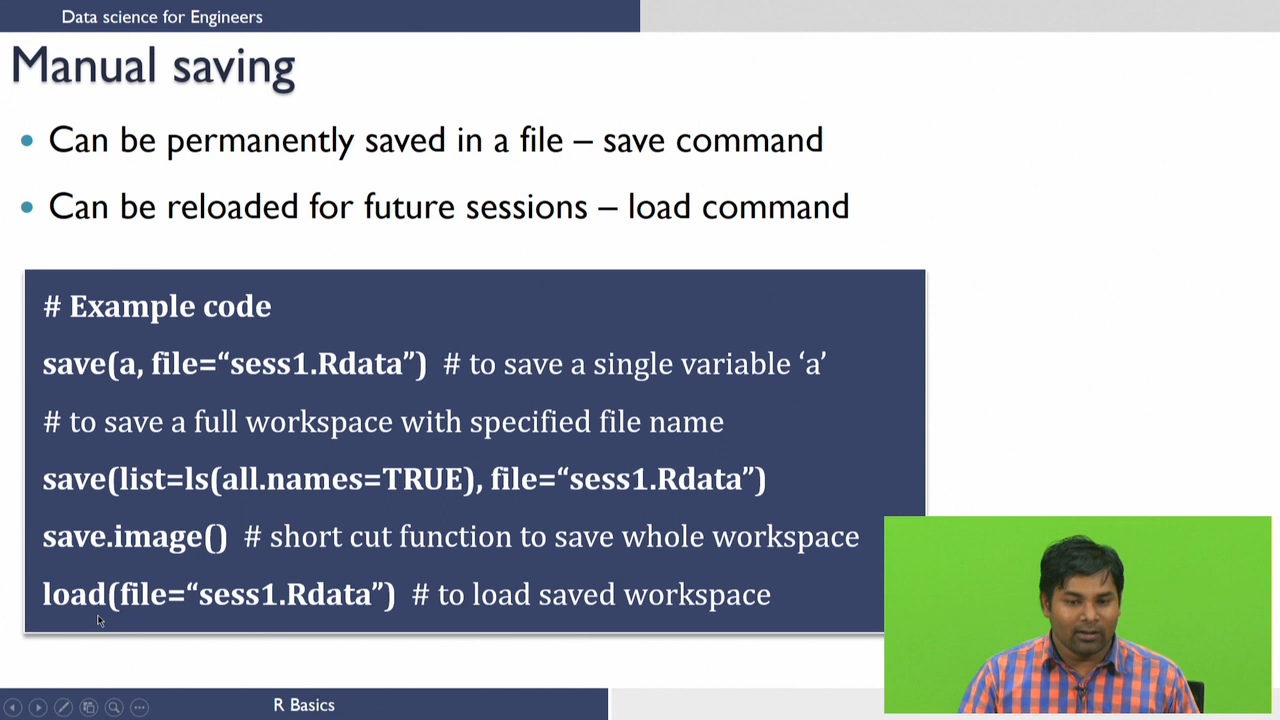 Data science for Engineers
Manual saving
• Can be permanently saved in a file – save command
• Can be reloaded for future sessions – load command
# Example code
save(a, file=“sess1.Rdata”) # to save a single variable ‘a’
# to save a full workspace with specified file name
save(list=ls(all.names=TRUE), file=“sess1.Rdata”)
save.image() # short cut function to save whole workspace
load(file=“sess1.Rdata”) # to load saved workspace
R Basics